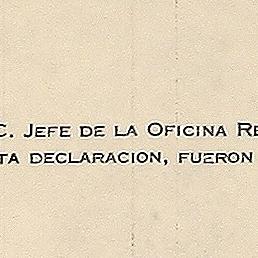 C. JEFE DE LA OFICINA RE
TA DECLARACION, FUERON